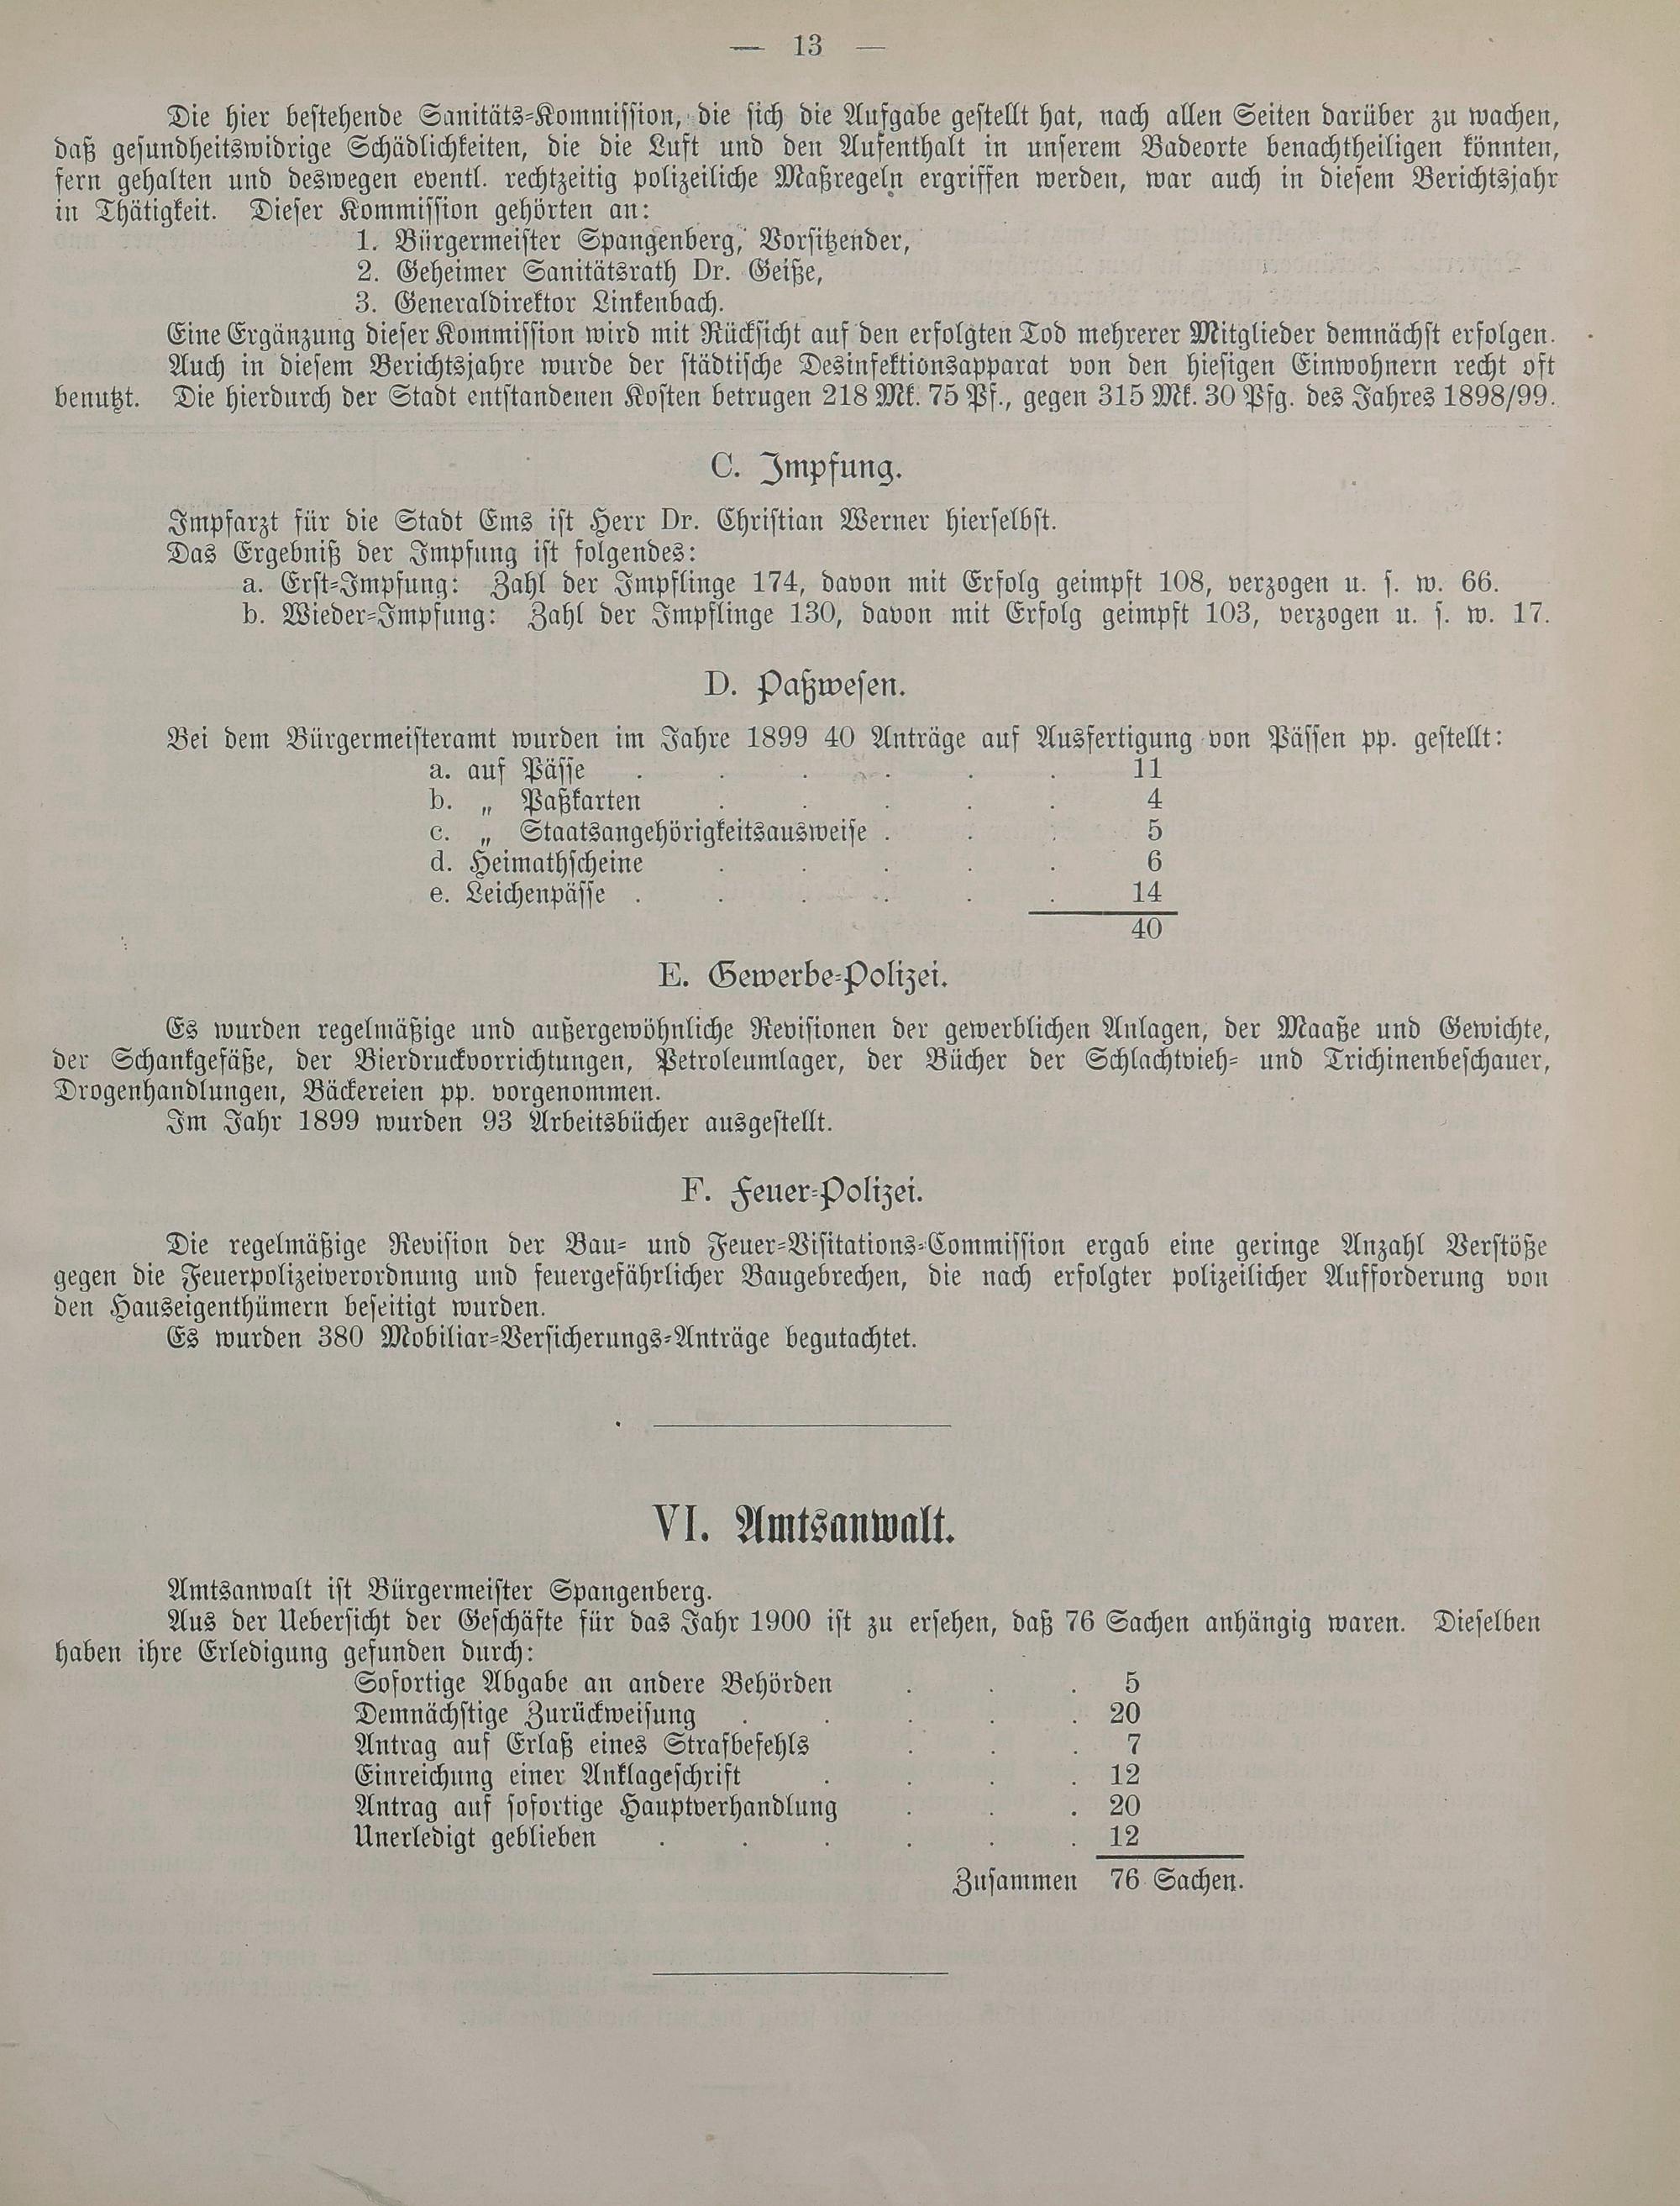 — 13 —
Die hier bestehende Sanitäts-Kommission, die sich die Aufgabe gestellt hat, nach allen Seiten darüber zu wachen,
daß gesundheitswidrige Schädlichkeiten, die die Luft und den Aufenthalt in unserem Badeorte benachtheiligen könnten,
fern gehalten und deswegen eventl. rechtzeitig polizeiliche Maßregeln ergriffen werden, war auch in diesem Berichtsjahr
in Thätigkeit. Dieser Kommission gehörten an:
1. Bürgermeister Spangenberg, Vorsitzender,
2. Geheimer Sanitätsrath Dr. Geiße,
3. Generaldirektor Linkenbach.
Eine Ergänzung dieser Kommission wird mit Rücksicht auf den erfolgten Tod mehrerer Mitglieder demnächst erfolgen.
Auch in diesem Berichtsjahre wurde der städtische Desinfektionsapparat von den hiesigen Einwohnern recht oft
benutzt. Die hierdurch der Stadt entstandenen Kosten betrugen 218 Mk. 75 Pf., gegen 315 Mk. 30 Pfg. des Jahres 1898/99.
C. Impfung.
Impfarzt für die Stadt Ems ist Herr Dr. Christian Werner hierselbst.
Das Ergebniß der Impfung ist folgendes:
a. Erst-Impfung: Zahl der Impflinge 174, davon mit Erfolg geimpft 108, verzogen u. s. w. 66.
b. Wieder-Impfung: Zahl der Impflinge 130, davon mit Erfolg geimpft 103, verzogen u. s. w. 17.
D. Paßwesen.
Bei dem Bürgermeisteramt wurden im Jahre 1899 40 Anträge auf Ausfertigung von Pässen pp. gestellt:
a. auf Pässe . . . . . . 11
b. „ Paßkarten . . . . . 4
c. „ Staatsangehörigkeitsausweise . . . 5
d. Heimathscheine . . . . . 6
e. Leichenpässe . . . . . . 14
40
E. Gewerbe-Polizei.
Es wurden regelmäßige und außergewöhnliche Revisionen der gewerblichen Anlagen, der Maaße und Gewichte,
der Schankgefäße, der Bierdruckvorrichtungen, Petroleumlager, der Bücher der Schlachtvieh- und Trichinenbeschauer,
Drogenhandlungen, Bäckereien pp. vorgenommen.
Im Jahr 1899 wurden 93 Arbeitsbücher ausgestellt.
F. Feuer-Polizei.
Die regelmäßige Revision der Bau- und Feuer-Visitations-Commission ergab eine geringe Anzahl Verstöße
gegen die Feuerpolizeiverordnung und feuergefährlicher Baugebrechen, die nach erfolgter polizeilicher Aufforderung von
den Hauseigenthümern beseitigt wurden.
Es wurden 380 Mobiliar-Versicherungs-Anträge begutachtet.
VI. Amtsanwalt.
Amtsanwalt ist Bürgermeister Spangenberg.
Aus der Uebersicht der Geschäfte für das Jahr 1900 ist zu ersehen, daß 76 Sachen anhängig waren. Dieselben
haben ihre Erledigung gefunden durch:
Sofortige Abgabe an andere Behörden . . . 5
Demnächstige Zurückweisung . . . . . 20
Antrag auf Erlaß eines Strafbefehls . . . 7
Einreichung einer Anklageschrift . . . . 12
Antrag auf sofortige Hauptverhandlung . . . 20
Unerledigt geblieben . . . . . . 12
Zusammen 76 Sachen.